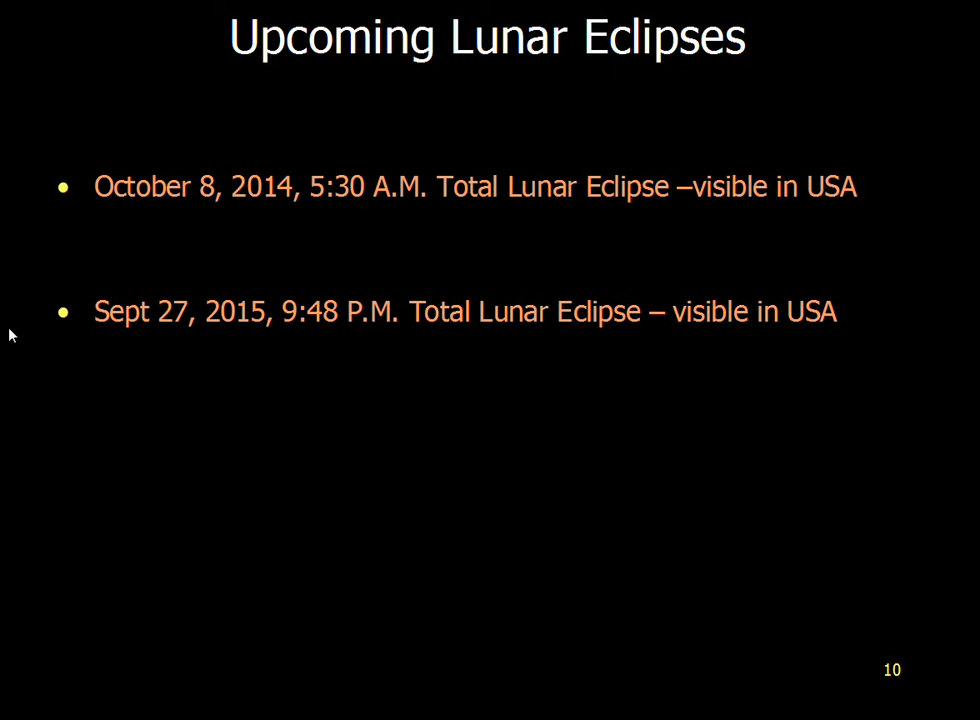 Upcoming Lunar Eclipses
• October 8, 2014, 5:30 A.M. Total Lunar Eclipse –visible in USA
• Sept 27, 2015, 9:48 P.M. Total Lunar Eclipse – visible in USA
10